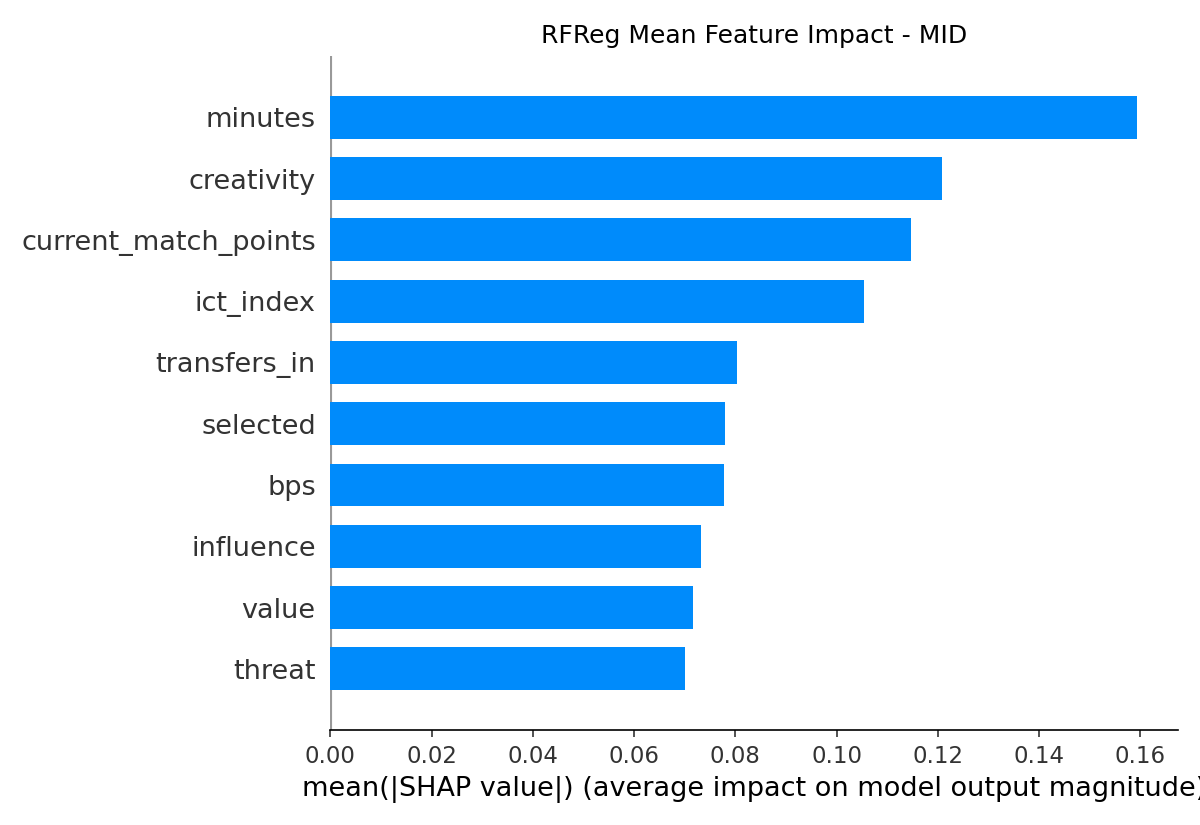 RFReg Mean Feature Impact - MID
minutes
creativity
current_match_points
ict_index
transfers_in
selected
bps
influence
value
threat
0.00 0.02 0.04 0.06 0.08 0.10 0.12 0.14 0.16
mean(|SHAP value|) (average impact on model output magnitude)